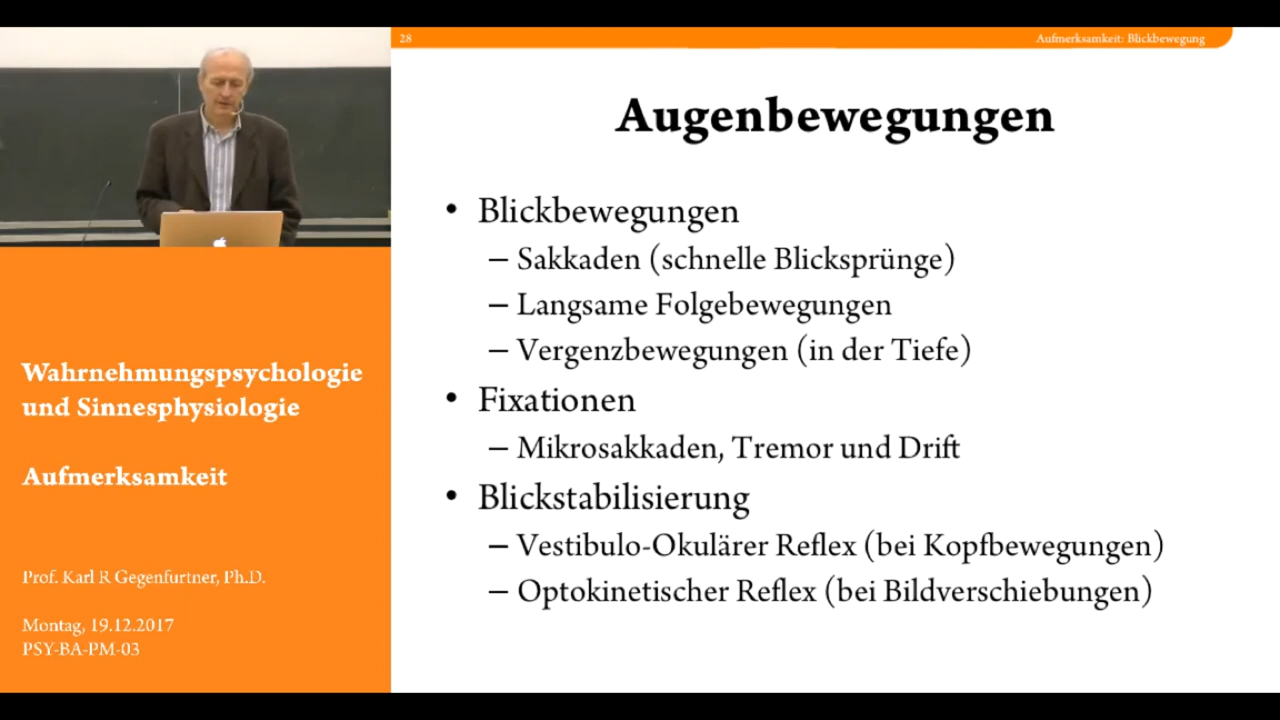 28
Aufmerksamkeit: Blickbewegung
Augenbewegungen
• Blickbewegungen
– Sakkaden (schnelle Blicksprünge)
– Langsame Folgebewegungen
– Vergenzbewegungen (in der Tiefe)
• Fixationen
– Mikrosakkaden, Tremor und Drift
• Blickstabilisierung
– Vestibulo-Okulärer Reflex (bei Kopfbewegungen)
– Optokinetischer Reflex (bei Bildverschiebungen)
Wahrnehmungspsychologie
und Sinnesphysiologie
Aufmerksamkeit
Prof. Karl R Gegenfurtner, Ph.D.
Montag, 19.12.2017
PSY-BA-PM-03